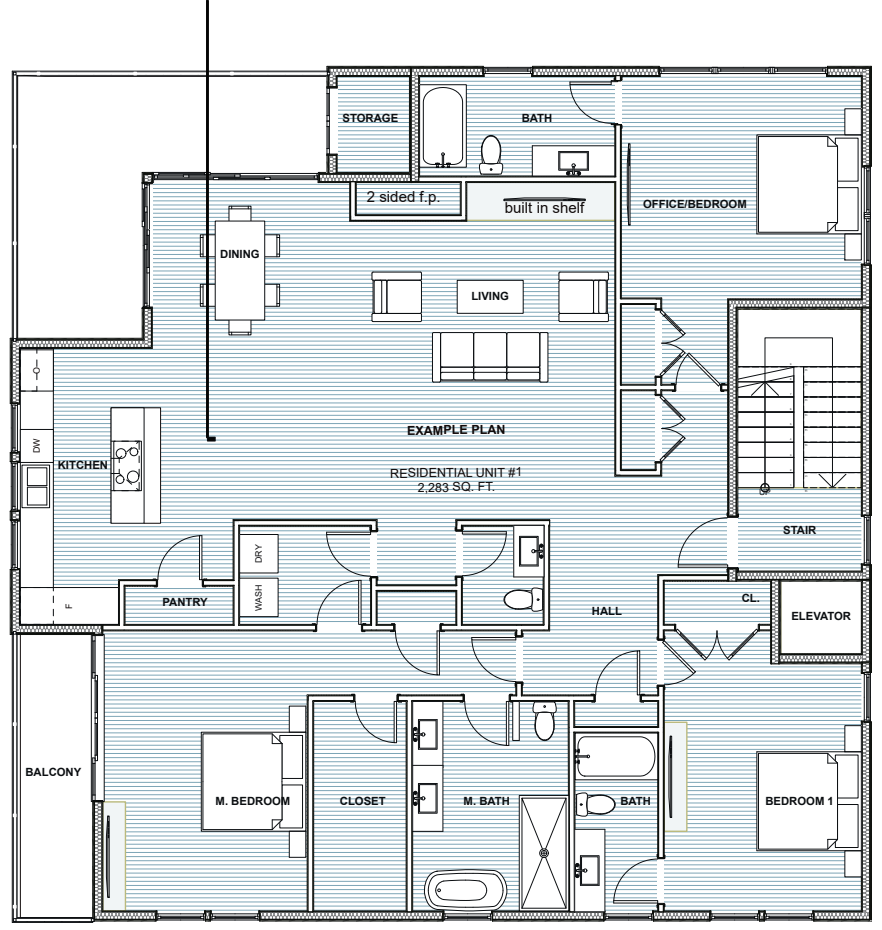 STORAGE
BATH
2 sided f.p.
built in shelf
OFFICE/BEDROOM
DINING
LIVING
EXAMPLE PLAN
RESIDENTIAL UNIT #1
2,283 SQ. FT.
DW
KITCHEN
STAIR
DRY
WASH
PANTRY
F
HALL
CL.
ELEVATOR
BALCONY
M. BEDROOM
CLOSET
M. BATH
BATH
BEDROOM 1